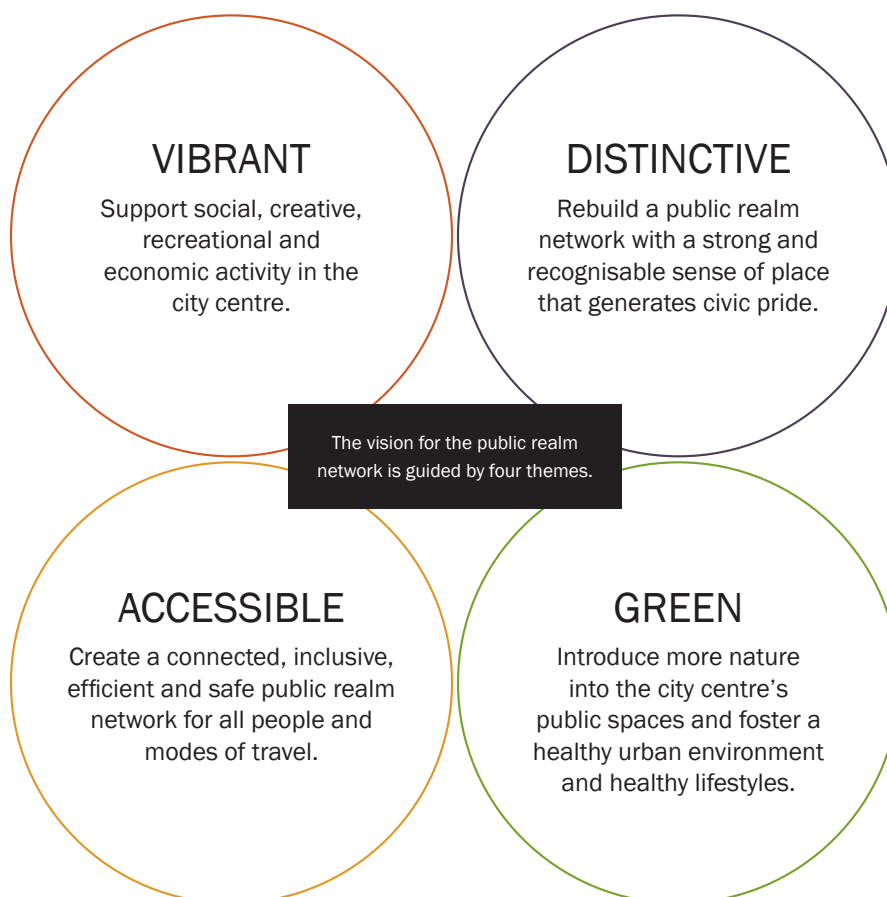 VIBRANT
Support social, creative,
recreational and
economic activity in the
city centre.
DISTINCTIVE
Rebuild a public realm
network with a strong and
recognisable sense of place
that generates civic pride.
The vision for the public realm
network is guided by four themes.
ACCESSIBLE
Create a connected, inclusive,
efficient and safe public realm
network for all people and
modes of travel.
GREEN
Introduce more nature
into the city centre’s
public spaces and foster a
healthy urban environment
and healthy lifestyles.